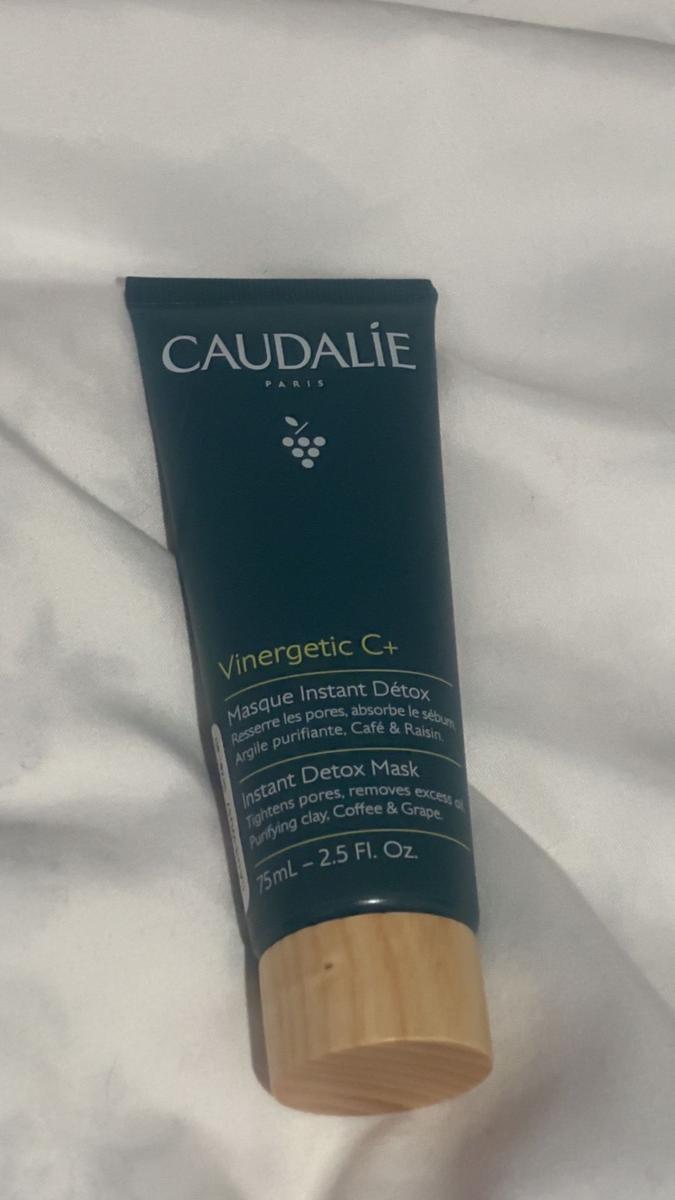 CAUDALÍE
PARIS
Vinergetic C+
Masque Instant Détox
Resserre les pores, absorbe le sébum
Argile purifiante, Café & Raisin.
Instant Detox Mask
Tightens pores, removes excess oil
Purifying clay, Coffee & Grape.
75mL – 2.5 Fl. Oz.